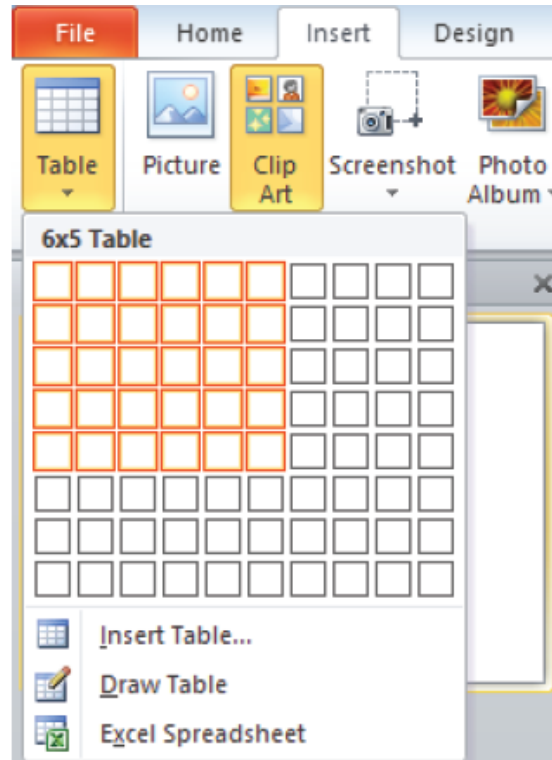 File Home Insert Design
Table Picture Clip Art Screenshot Photo Album
6x5 Table
Insert Table...
Draw Table
Excel Spreadsheet